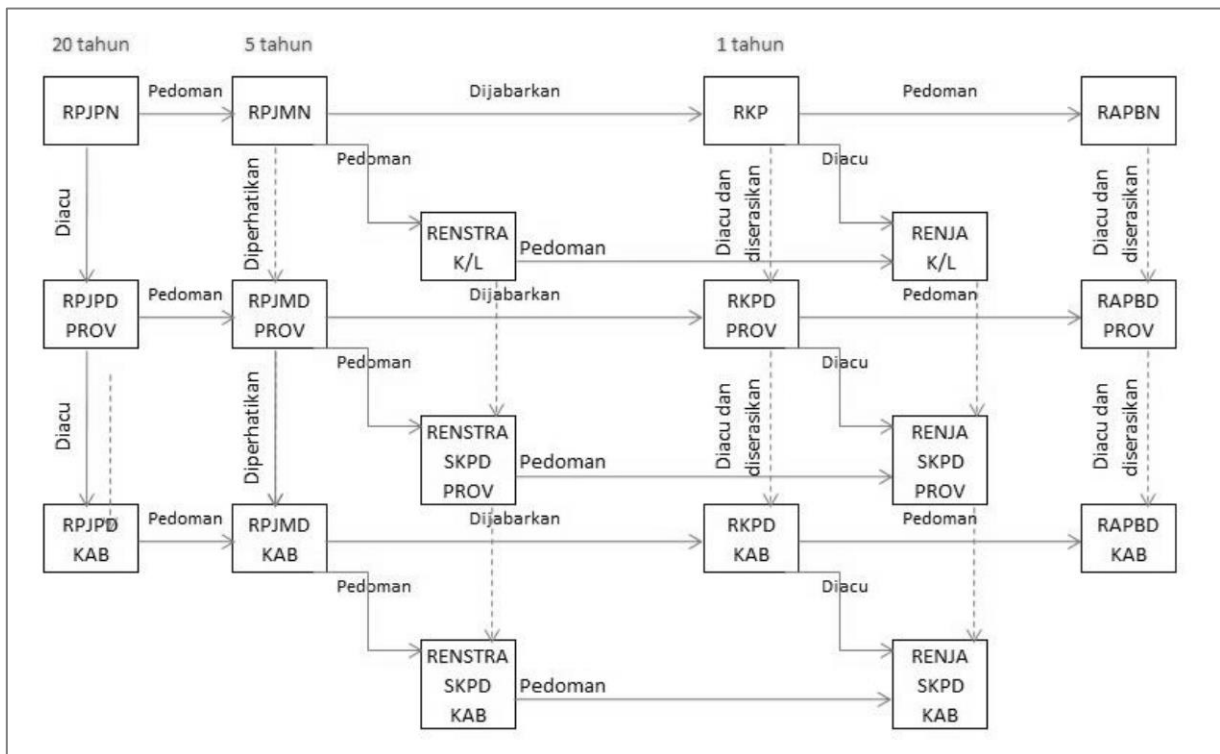 20 tahun
5 tahun
1 tahun
RPJPN
Pedoman
RPJMN
Dijabarkan
RKP
Pedoman
RAPBN
Pedoman
Diacu
Diacu
Diperhatikan
Diacu dan
diserasikan
Diacu dan
diserasikan
RENSTRA
K/L
Pedoman
RENJA
K/L
RPJPD
PROV
Pedoman
RPJMD
PROV
Dijabarkan
RKPD
PROV
Pedoman
RAPBD
PROV
Pedoman
Diacu
Diacu
Diperhatikan
Diacu dan
diserasikan
Diacu dan
diserasikan
RENSTRA
SKPD
PROV
Pedoman
RENJA
SKPD
PROV
RPJPD
KAB
Pedoman
RPJMD
KAB
Dijabarkan
RKPD
KAB
Pedoman
RAPBD
KAB
Pedoman
Diacu
RENSTRA
SKPD
KAB
Pedoman
RENJA
SKPD
KAB